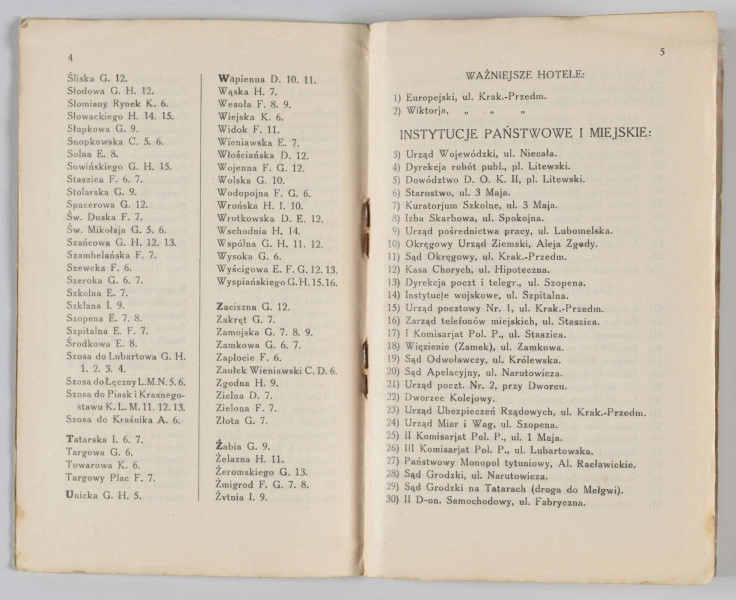 4
Śliska G. 12.
Słodowa G. H. 12.
Słomiany Rynek K. 6.
Słowackiego H. 14. 15.
Słupkowa G. 9.
Snopkowska C. 5. 6.
Solna E. 8.
Sowińskiego G. H. 15.
Staszica F. 6. 7.
Stolarska G. 9.
Spacerowa G. 12.
Św. Duska F. 7.
Św. Mikołaja G. 5. 6.
Szańcowa G. H. 12. 13.
Szambelańska F. 7.
Szewcka F. 6.
Szeroka G. 6. 7.
Szkolna E. 7.
Szklana I. 9.
Szopena E. 7. 8.
Szpitalna E. F. 7.
Środkowa E. 8.
Szosa do Lubartowa G. H.
1. 2. 3. 4.
Szosa do Łęczny L.M.N. 5. 6.
Szosa do Piask i Krasnego-
stawu K. L. M. 11. 12. 13.
Szosa do Kraśnika A. 6.
Tatarska I. 6. 7.
Targowa G. 6.
Towarowa K. 6.
Targowy Plac F. 7.
Unicka G. H. 5.
Wapienna D. 10. 11.
Wąska H. 7.
Wesoła F. 8. 9.
Wiejska K. 6.
Widok F. 11.
Wieniawska E. 7.
Włościańska D. 12.
Wojenna F. G. 12.
Wolska G. 10.
Wodopojna F. G. 6.
Wrońska H. I. 10.
Wrotkowska D. E. 12.
Wschodnia H. 14.
Wspólna G. H. 11. 12.
Wysoka G. 6.
Wyścigowa E. F. G. 12. 13.
Wyspiańskiego G. H. 15. 16.
Zaciszna G. 12.
Zakręt G. 7.
Zamojska G. 7. 8. 9.
Zamkowa G. 6. 7.
Zapłocie F. 6.
Zaułek Wieniawski C. D. 6.
Zgodna H. 9.
Zielna D. 7.
Zielona F. 7.
Złota G. 7.
Żabia G. 9.
Żelazna H. 11.
Żeromskiego G. 13.
Żmigrod F. G. 7. 8.
Żytnia I. 9.
5
WAŻNIEJSZE HOTELE:
1) Europejski, ul. Krak.-Przedm.
2) Wiktorja, „ „ „
INSTYTUCJE PAŃSTWOWE I MIEJSKIE:
3) Urząd Wojewódzki, ul. Niecała.
4) Dyrekcja robót publ., pl. Litewski.
5) Dowództwo D. O. K. II, pl. Litewski.
6) Starostwo, ul. 3 Maja.
7) Kuratorjum Szkolne, ul. 3 Maja.
8) Izba Skarbowa, ul. Spokojna.
9) Urząd pośrednictwa pracy, ul. Lubomelska.
10) Okręgowy Urząd Ziemski, Aleja Zgody.
11) Sąd Okręgowy, ul. Krak.-Przedm.
12) Kasa Chorych, ul. Hipoteczna.
13) Dyrekcja poczt i telegr., ul. Szopena.
14) Instytucje wojskowe, ul. Szpitalna.
15) Urząd pocztowy Nr. 1, ul. Krak.-Przedm.
16) Zarząd telefonów miejskich, ul. Staszica.
17) I Komisarjat Pol. P., ul. Staszica.
18) Więzienie (Zamek), ul. Zamkowa.
19) Sąd Odwoławczy, ul. Królewska.
20) Sąd Apelacyjny, ul. Narutowicza.
21) Urząd poczt. Nr. 2, przy Dworcu.
22) Dworzec Kolejowy.
23) Urząd Ubezpieczeń Rządowych, ul. Krak.-Przedm.
24) Urząd Miar i Wag, ul. Szopena.
25) II Komisarjat Pol. P., ul. 1 Maja.
26) III Komisarjat Pol. P., ul. Lubartowska.
27) Państwowy Monopol tytuniowy, Al. Racławickie.
28) Sąd Grodzki, ul. Narutowicza.
29) Sąd Grodzki na Tatarach (droga do Mełgwi).
30) II D-on. Samochodowy, ul. Fabryczna.